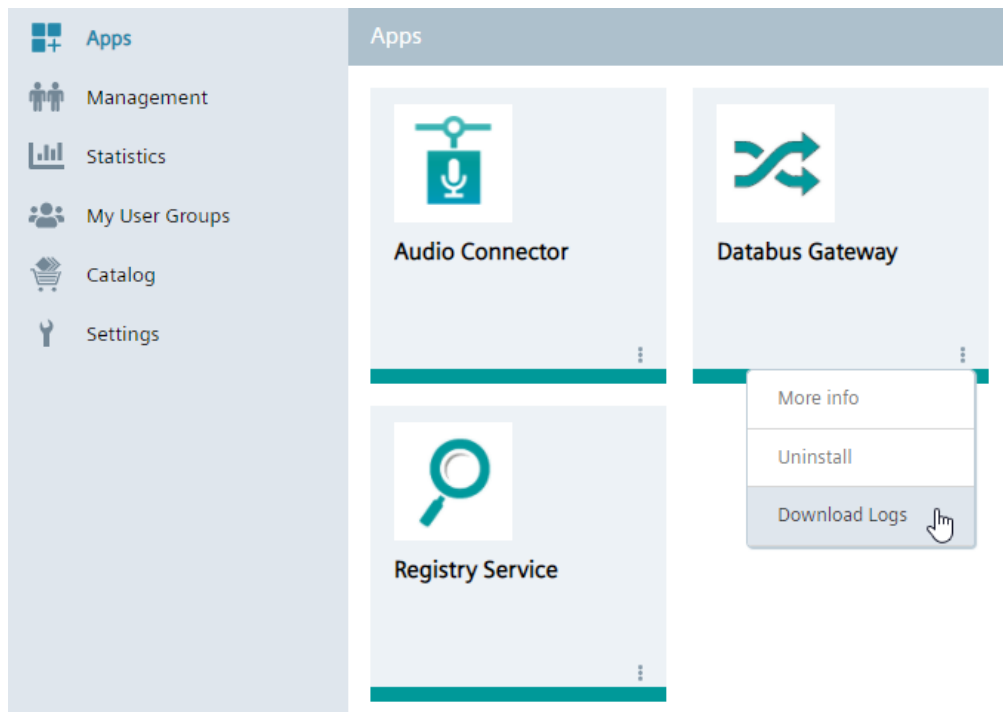 Apps
Management
Statistics
My User Groups
Catalog
Settings
Apps
Audio Connector
Databus Gateway
More info
Uninstall
Download Logs
Registry Service